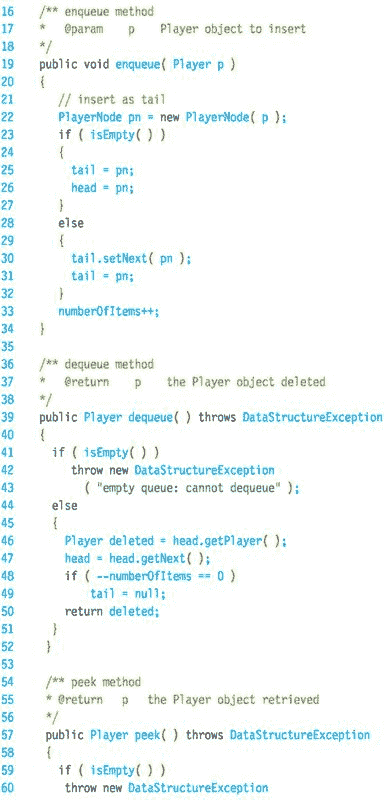 16 /** enqueue method
17 * @param p Player object to insert
18 */
19 public void enqueue( Player p )
20 {
21 // insert as tail
22 PlayerNode pn = new PlayerNode( p );
23 if ( isEmpty( ) )
24 {
25 tail = pn;
26 head = pn;
27 }
28 else
29 {
30 tail.setNext( pn );
31 tail = pn;
32 }
33 numberOfItems++;
34 }
35
36 /** dequeue method
37 * @return p the Player object deleted
38 */
39 public Player dequeue( ) throws DataStructureException
40 {
41 if ( isEmpty( ) )
42 throw new DataStructureException
43 ( "empty queue: cannot dequeue" );
44 else
45 {
46 Player deleted = head.getPlayer( );
47 head = head.getNext( );
48 if ( --numberOfItems == 0 )
49 tail = null;
50 return deleted;
51 }
52 }
53
54 /** peek method
55 * @return p the Player object retrieved
56 */
57 public Player peek( ) throws DataStructureException
58 {
59 if ( isEmpty( ) )
60 throw new DataStructureException